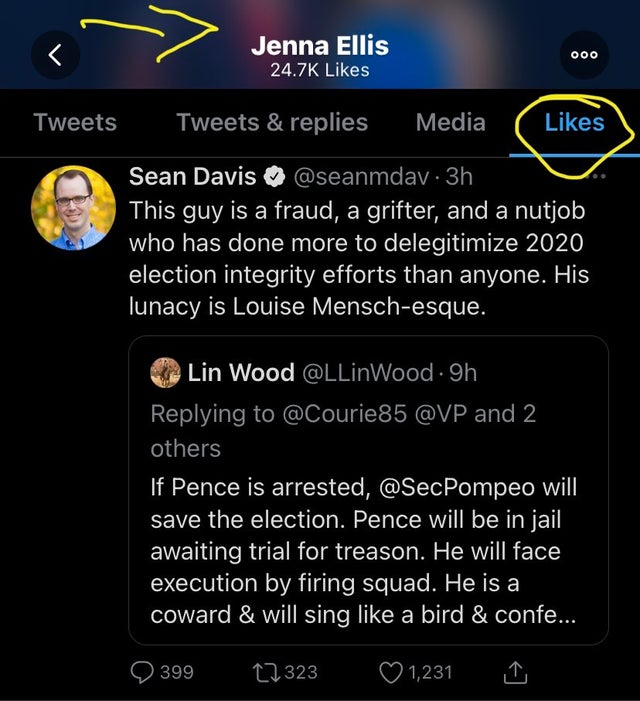 Jenna Ellis
24.7K Likes
Tweets Tweets & replies Media Likes
Sean Davis @seanmdav · 3h
This guy is a fraud, a grifter, and a nutjob
who has done more to delegitimize 2020
election integrity efforts than anyone. His
lunacy is Louise Mensch-esque.
Lin Wood @LLinWood · 9h
Replying to @Courie85 @VP and 2
others
If Pence is arrested, @SecPompeo will
save the election. Pence will be in jail
awaiting trial for treason. He will face
execution by firing squad. He is a
coward & will sing like a bird & confe...
399 323 1,231